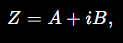 Z = A + iB,